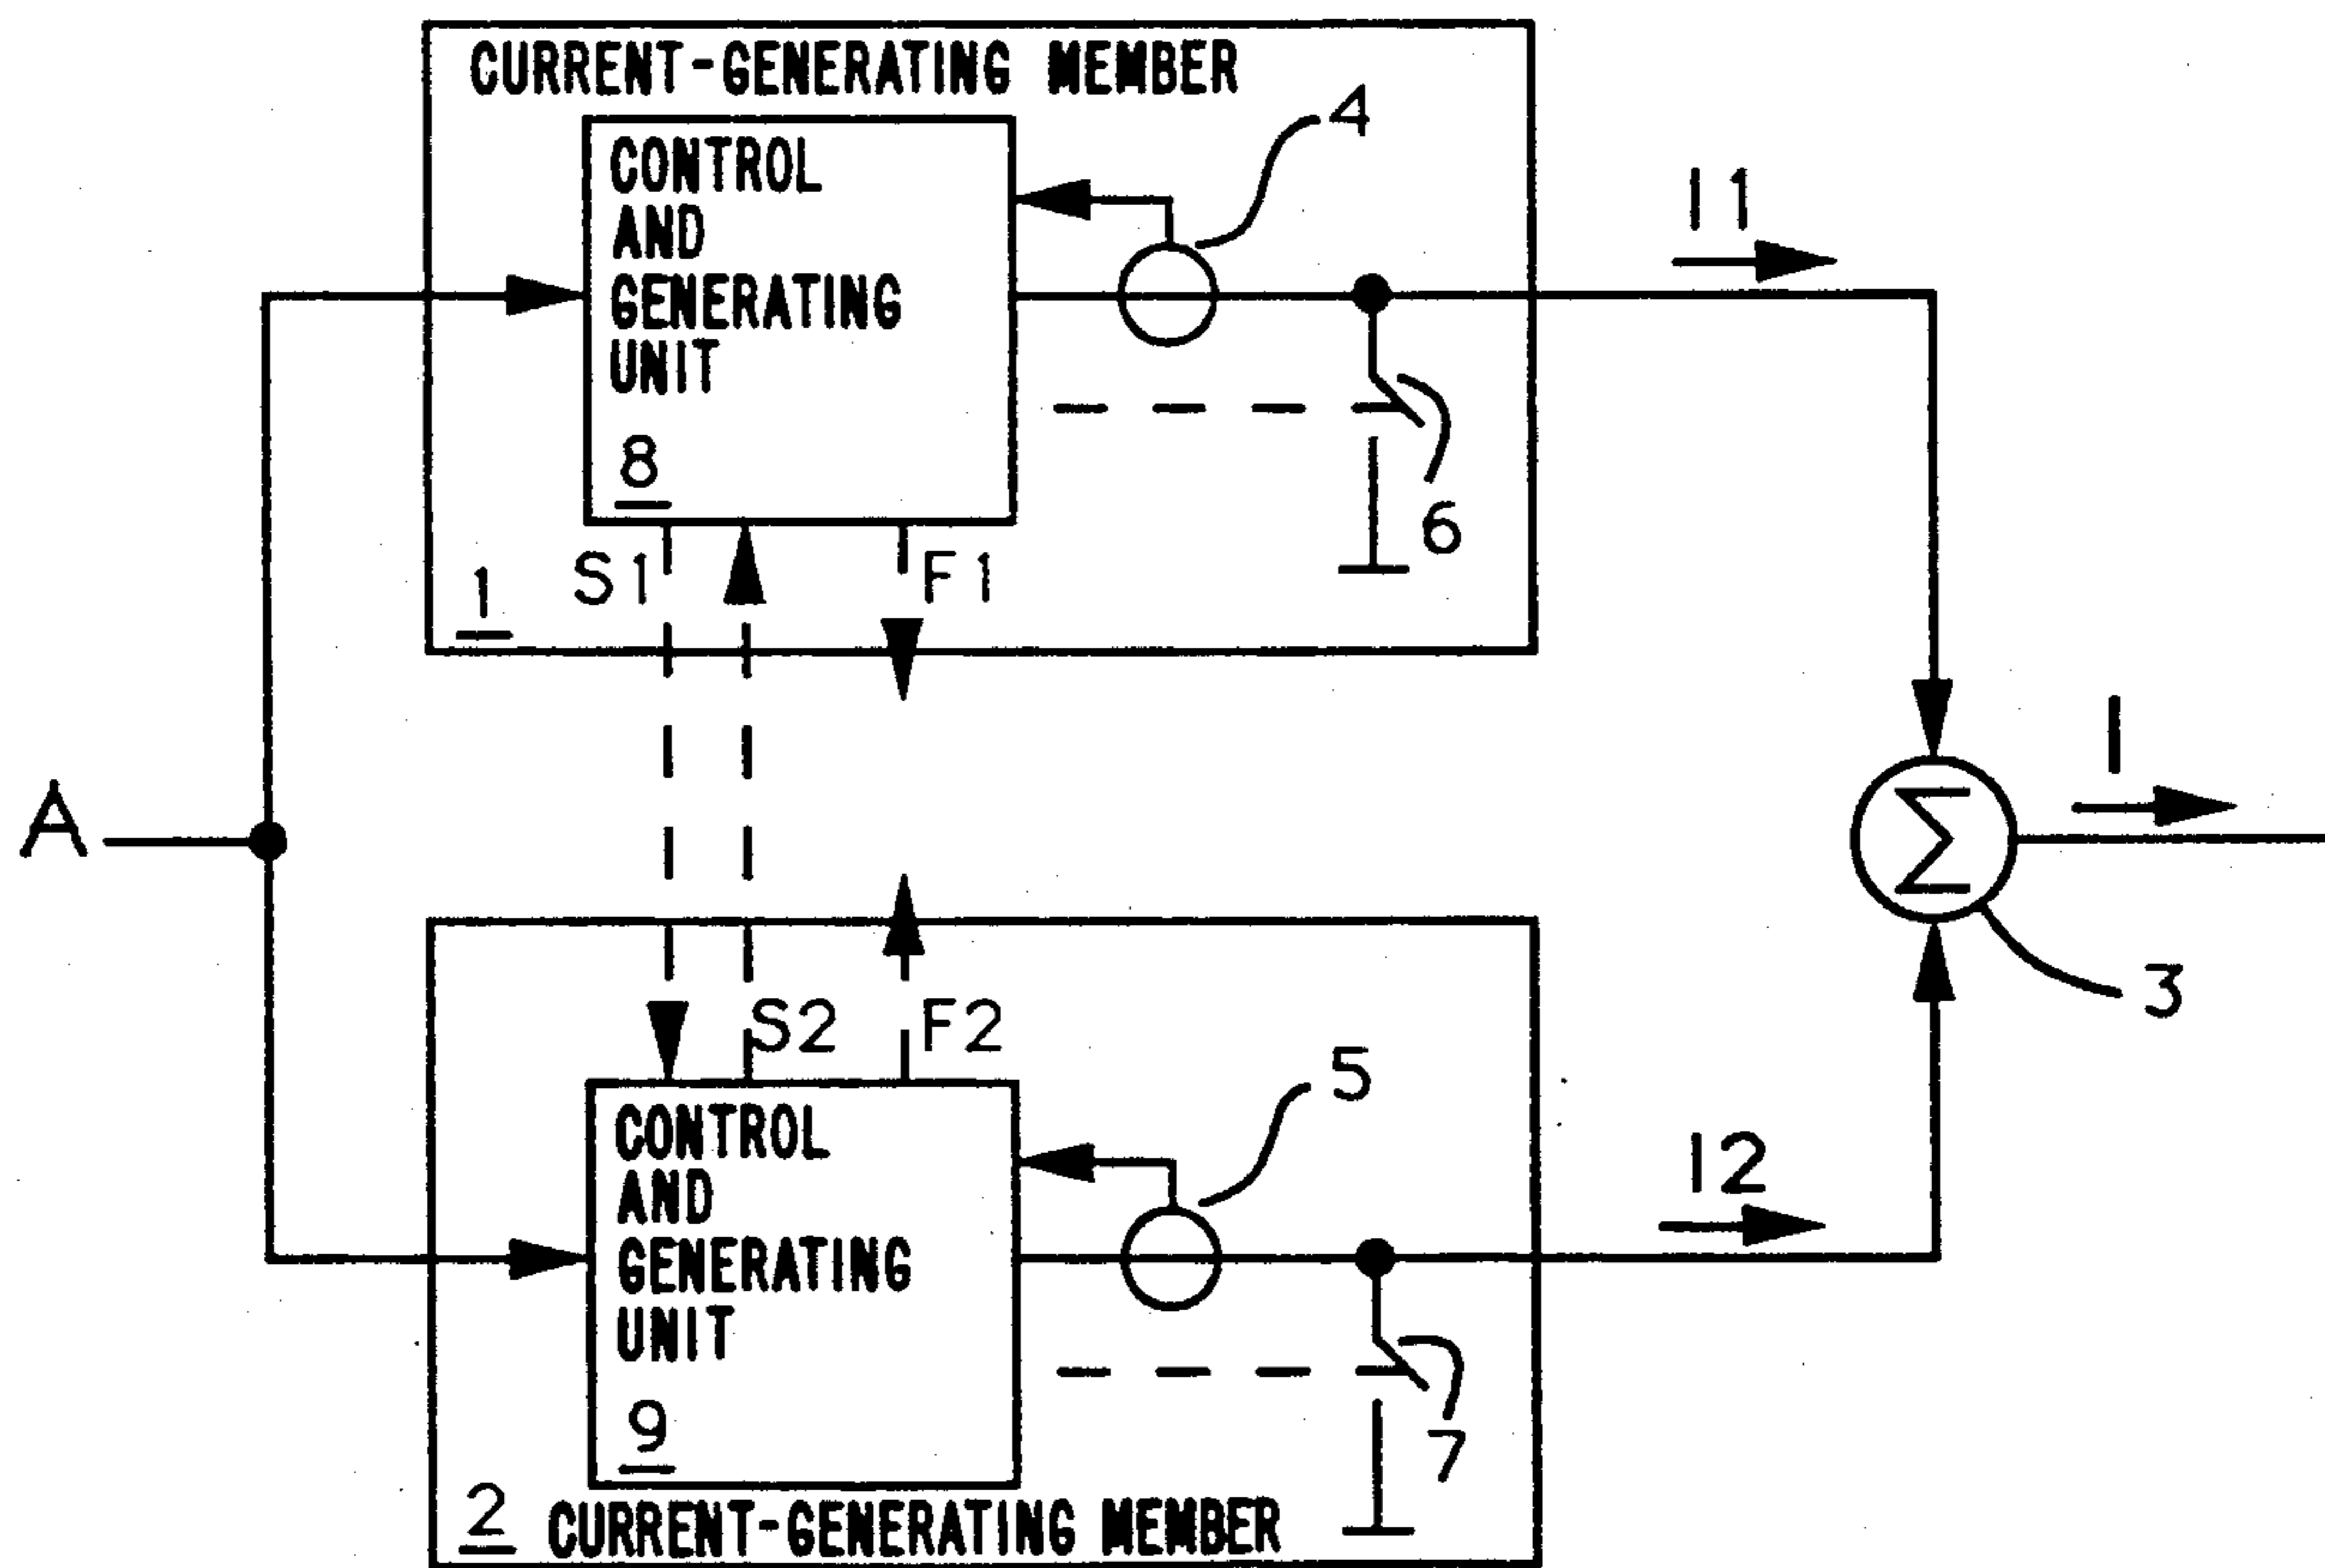 CURRENT-GENERATING MEMBER
4
CONTROL
AND
GENERATING
UNIT
8
I1
6
S1
F1
1
A
I
3
S2
F2
5
CONTROL
AND
GENERATING
UNIT
9
I2
7
2
CURRENT-GENERATING MEMBER
Σ